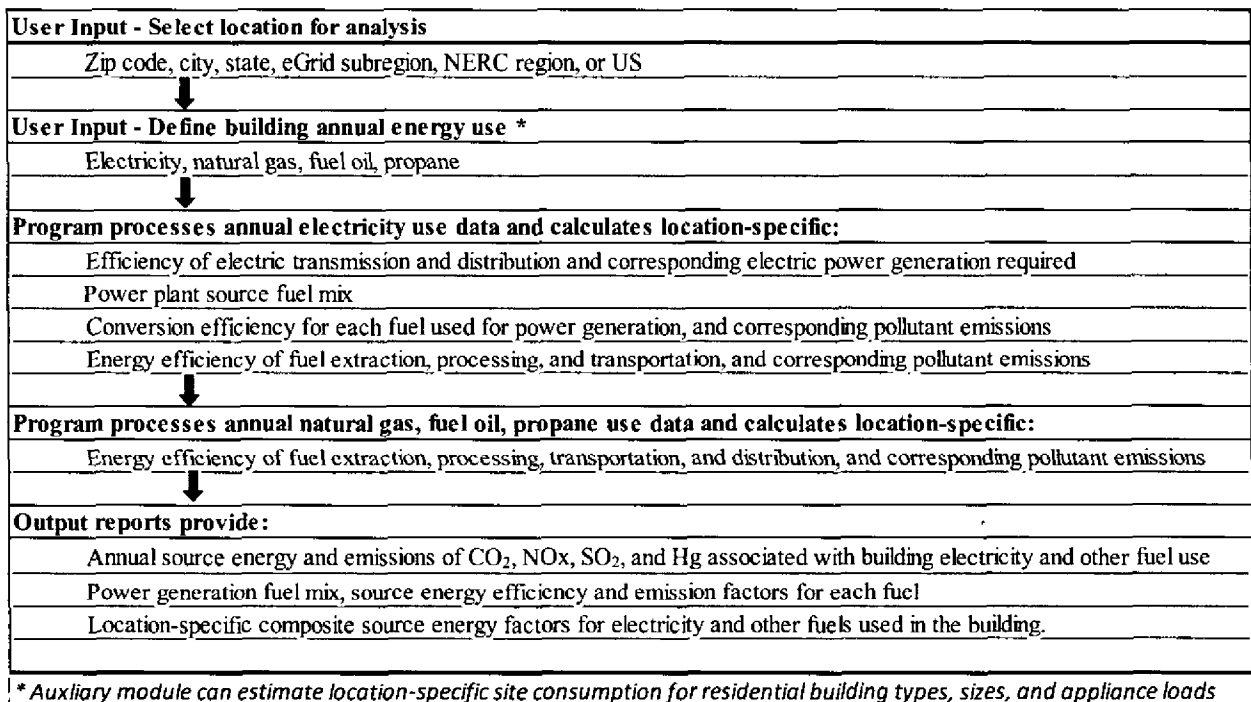 User Input - Select location for analysis
Zip code, city, state, eGrid subregion, NERC region, or US
User Input - Define building annual energy use *
Electricity, natural gas, fuel oil, propane
Program processes annual electricity use data and calculates location-specific:
Efficiency of electric transmission and distribution and corresponding electric power generation required
Power plant source fuel mix
Conversion efficiency for each fuel used for power generation, and corresponding pollutant emissions
Energy efficiency of fuel extraction, processing, and transportation, and corresponding pollutant emissions
Program processes annual natural gas, fuel oil, propane use data and calculates location-specific:
Energy efficiency of fuel extraction, processing, transportation, and distribution, and corresponding pollutant emissions
Output reports provide:
Annual source energy and emissions of CO₂, NOx, SO₂, and Hg associated with building electricity and other fuel use
Power generation fuel mix, source energy efficiency and emission factors for each fuel
Location-specific composite source energy factors for electricity and other fuels used in the building.
* Auxliary module can estimate location-specific site consumption for residential building types, sizes, and appliance loads